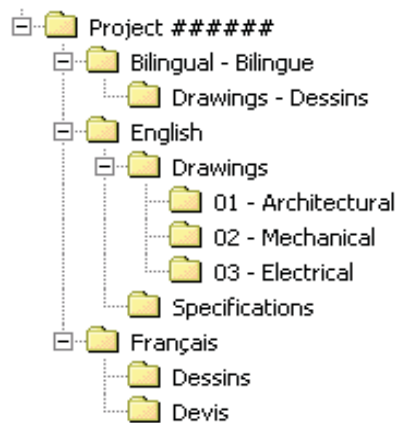 Project ######
Bilingual - Bilingue
Drawings - Dessins
English
Drawings
01 - Architectural
02 - Mechanical
03 - Electrical
Specifications
Français
Dessins
Devis